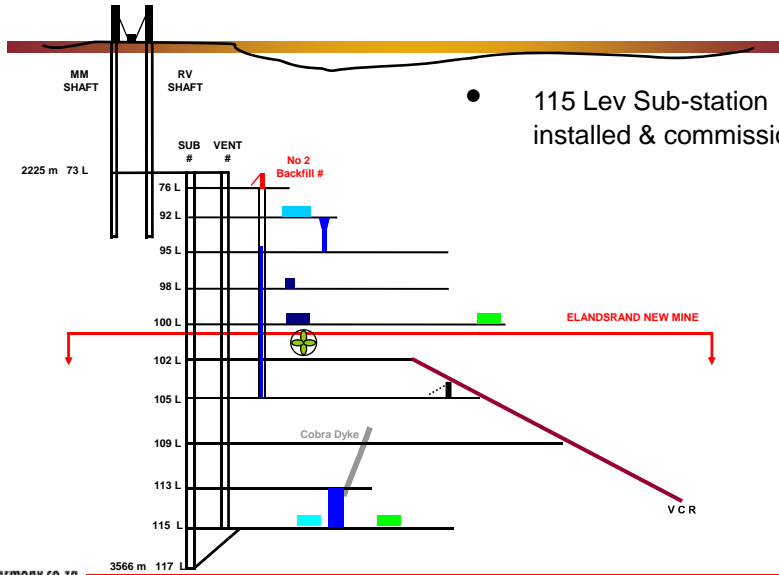 MM
SHAFT
RV
SHAFT
● 115 Lev Sub-station
installed & commissio
SUB
#
VENT
#
No 2
Backfill #
2225 m 73 L
76 L
92 L
95 L
98 L
100 L
ELANDSRAND NEW MINE
102 L
105 L
Cobra Dyke
109 L
113 L
V C R
115 L
3566 m 117 L